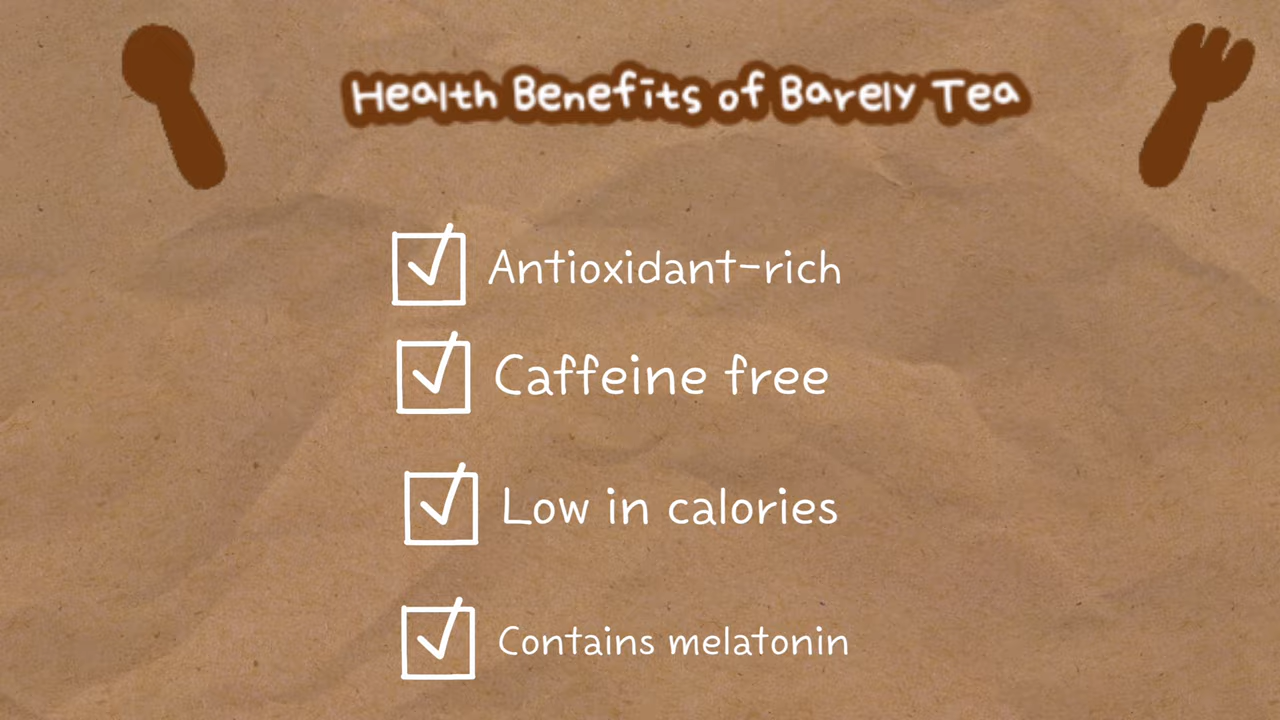 Health Benefits of Barely Tea
Antioxidant-rich
Caffeine free
Low in calories
Contains melatonin